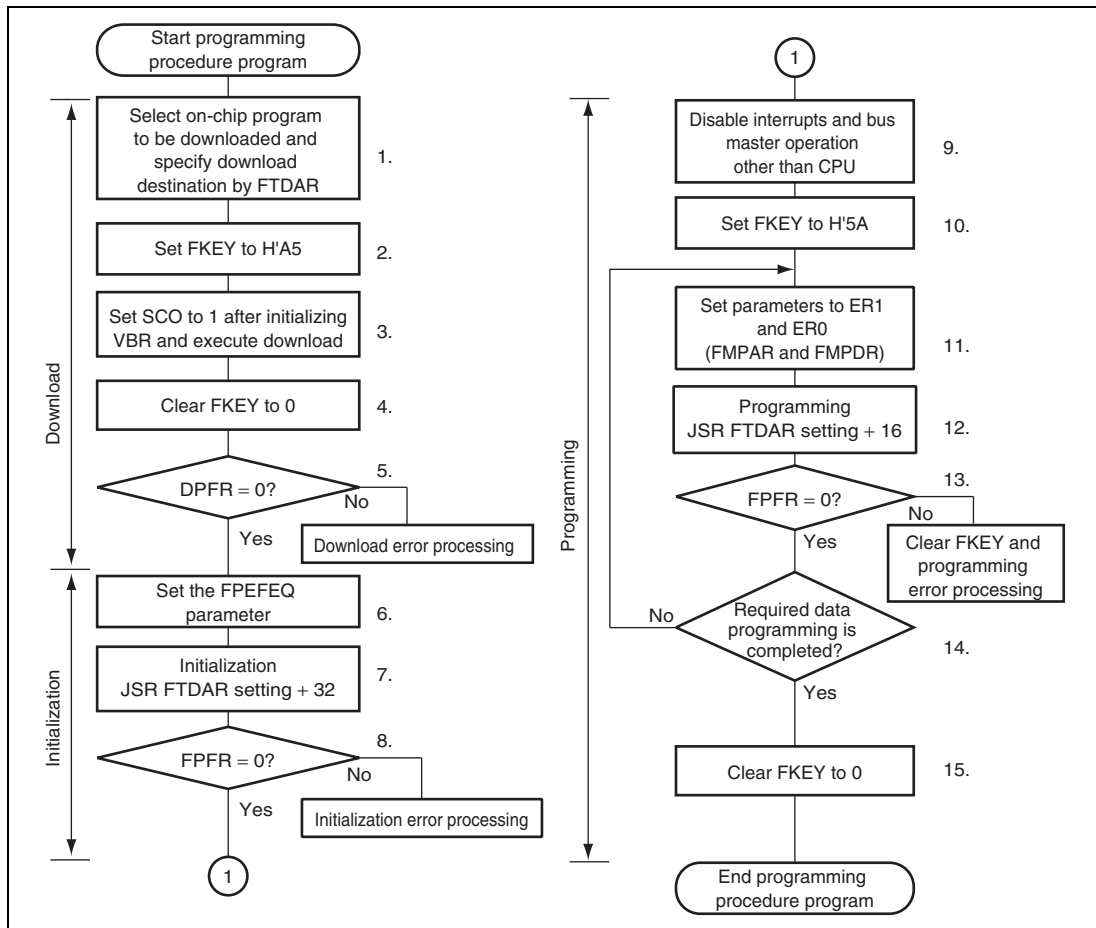 Start programming
procedure program
Download
Select on-chip program
to be downloaded and
specify download
destination by FTDAR
1.
Set FKEY to H'A5
2.
Set SCO to 1 after initializing
VBR and execute download
3.
Clear FKEY to 0
4.
DPFR = 0?
5.
No
Yes
Download error processing
Initialization
Set the FPEFEQ
parameter
6.
Initialization
JSR FTDAR setting + 32
7.
FPFR = 0?
8.
No
Yes
Initialization error processing
1
1
Programming
Disable interrupts and bus
master operation
other than CPU
9.
Set FKEY to H'5A
10.
Set parameters to ER1
and ER0
(FMPAR and FMPDR)
11.
Programming
JSR FTDAR setting + 16
12.
FPFR = 0?
13.
No
Yes
Clear FKEY and
programming
error processing
Required data
programming is
completed?
14.
No
Yes
Clear FKEY to 0
15.
End programming
procedure program